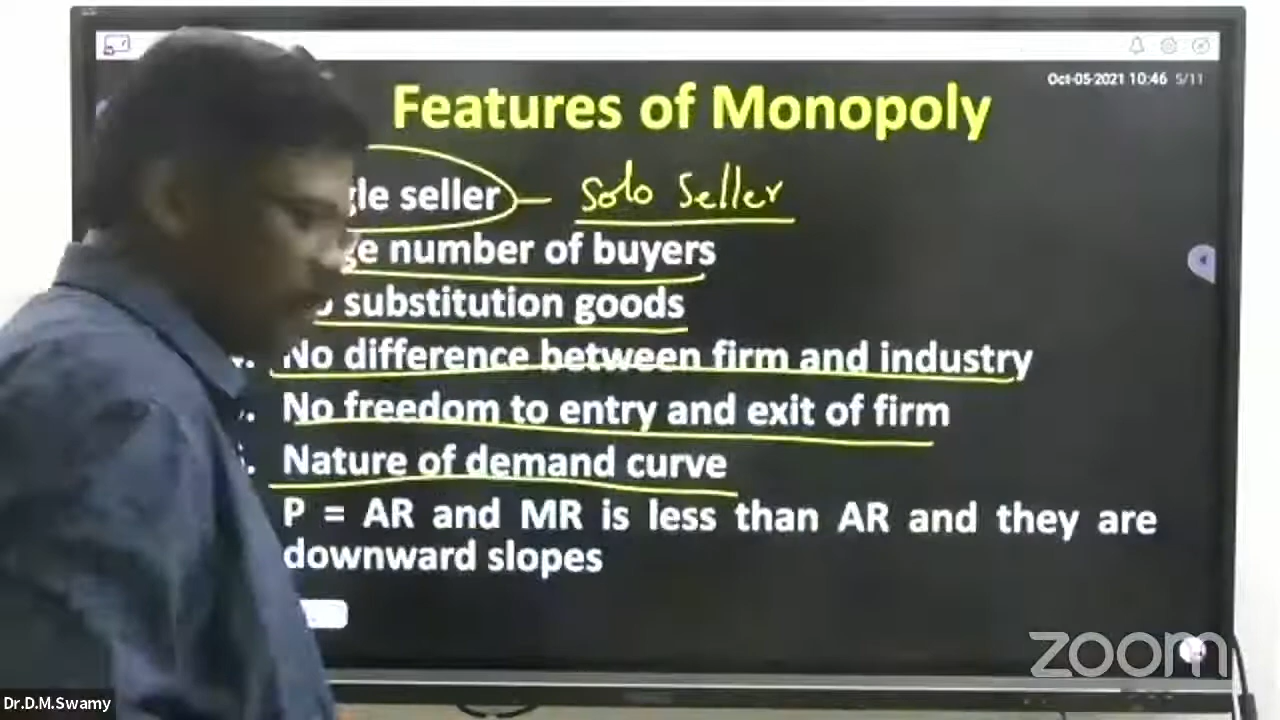 Oct-05-2021 10:46 5/11
Features of Monopoly
gle seller – Solo Seller
ge number of buyers
substitution goods
No difference between firm and industry
No freedom to entry and exit of firm
Nature of demand curve
P = AR and MR is less than AR and they are
downward slopes
zoom
Dr.D.M.Swamy